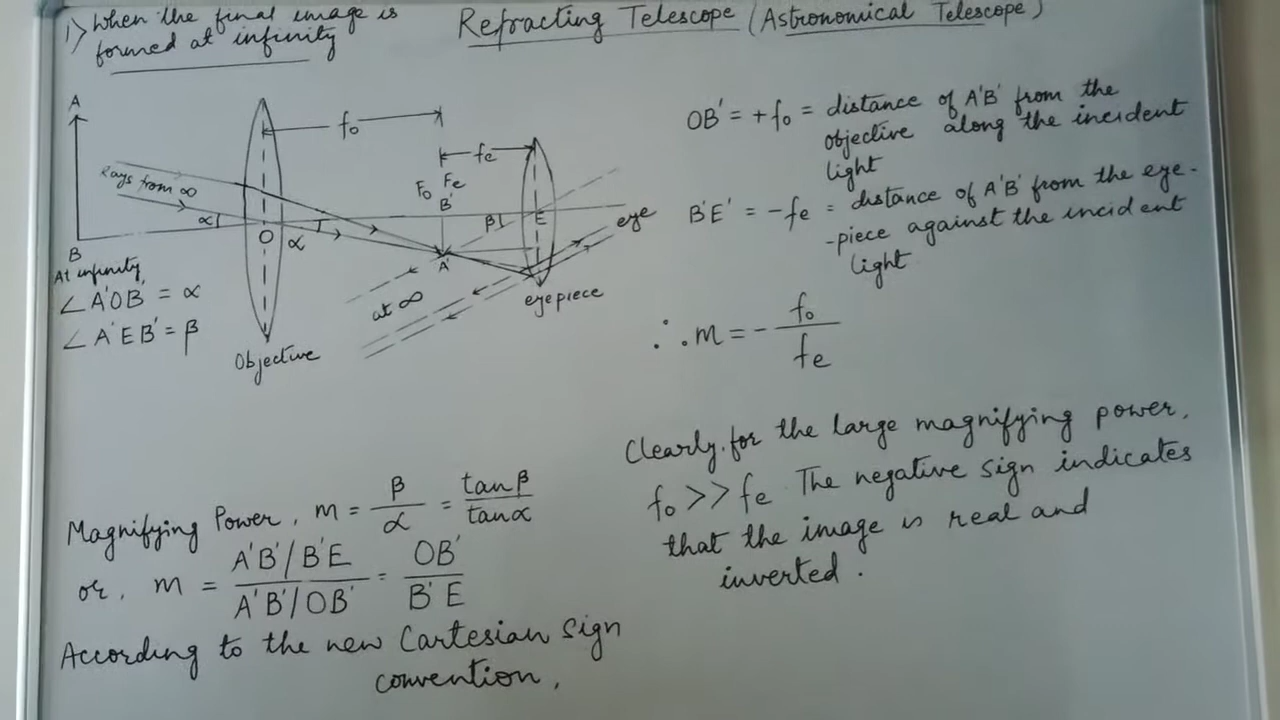 Refracting Telescope (Astronomical Telescope)
1) When the final image is
formed at infinity
A
B
At infinity
Rays from ∞
α
O
α
fo
fe
Fo Fe
B'
A'
β
E
eye
at ∞
eyepiece
Objective
∠A'OB' = α
∠A'EB' = β
Magnifying Power, m = β/α = tanβ/tanα
or, m = (A'B'/B'E)/(A'B'/OB') = OB'/B'E
According to the new Cartesian sign
convention,
OB' = +fo = distance of A'B' from the
objective along the incident
light
B'E' = -fe = distance of A'B' from the eye-
-piece against the incident
light
∴ m = - fo/fe
Clearly. for the large magnifying power,
fo >> fe The negative sign indicates
that the image is real and
inverted.